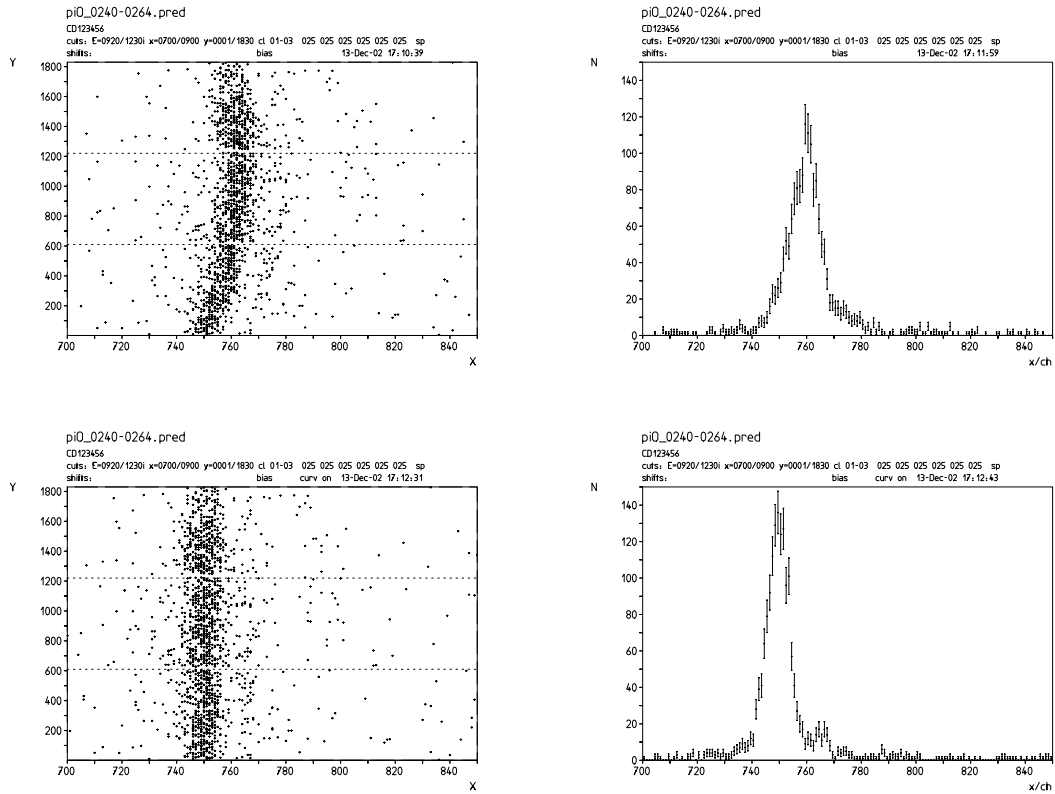 pi0_0240-0264.pred
CD123456
cuts: E=0920/1230i x=0700/0900 y=0001/1830 cl 01-03 025 025 025 025 025 025 sp
shifts: bias 13-Dec-02 17:10:39
Y
1800
1600
1400
1200
1000
800
600
400
200
700 720 740 760 780 800 820 840
X
pi0_0240-0264.pred
CD123456
cuts: E=0920/1230i x=0700/0900 y=0001/1830 cl 01-03 025 025 025 025 025 025 sp
shifts: bias 13-Dec-02 17:11:59
N
140
120
100
80
60
40
20
0
700 720 740 760 780 800 820 840
x/ch
pi0_0240-0264.pred
CD123456
cuts: E=0920/1230i x=0700/0900 y=0001/1830 cl 01-03 025 025 025 025 025 025 sp
shifts: bias curv on 13-Dec-02 17:12:31
Y
1800
1600
1400
1200
1000
800
600
400
200
700 720 740 760 780 800 820 840
X
pi0_0240-0264.pred
CD123456
cuts: E=0920/1230i x=0700/0900 y=0001/1830 cl 01-03 025 025 025 025 025 025 sp
shifts: bias curv on 13-Dec-02 17:12:43
N
140
120
100
80
60
40
20
0
700 720 740 760 780 800 820 840
x/ch